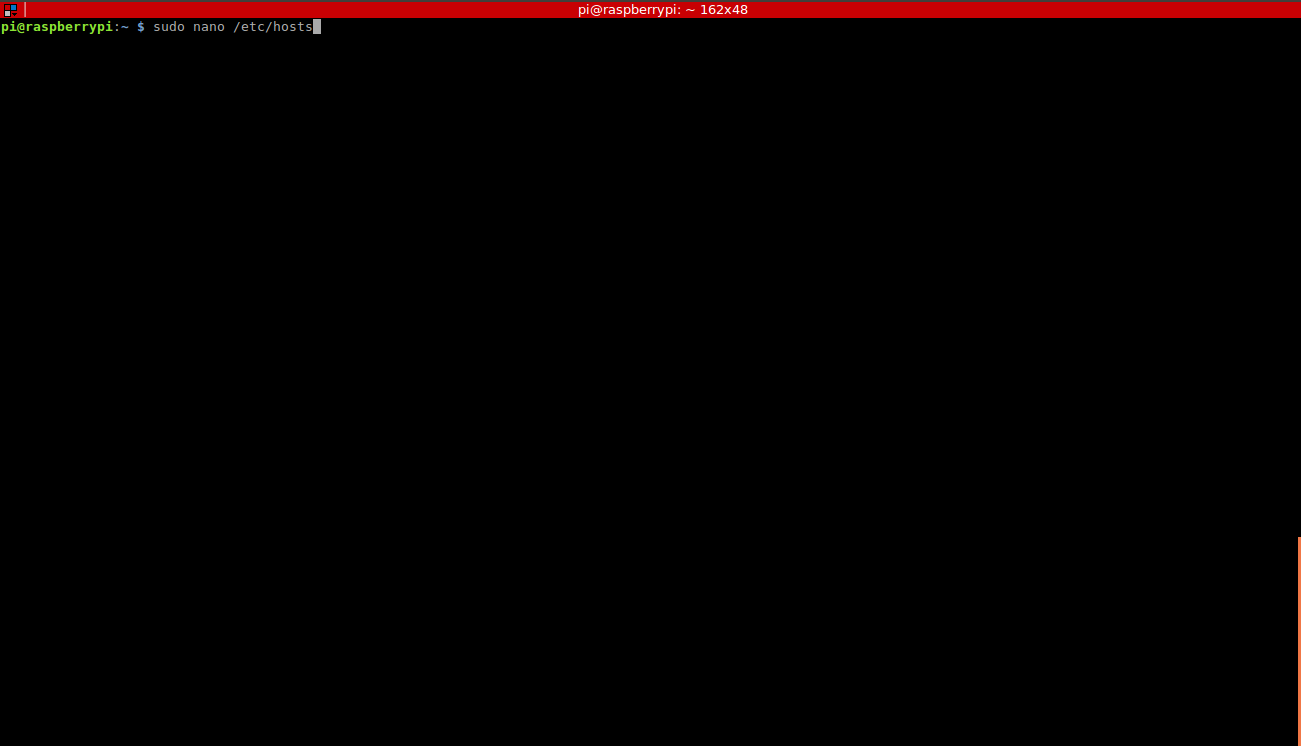 pi@raspberrypi: ~ 162x48
pi@raspberrypi:~ $ sudo nano /etc/hosts